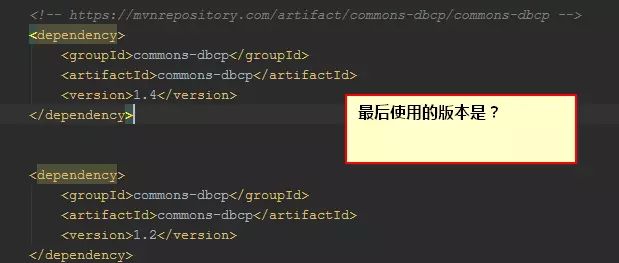 <!-- https://mvnrepository.com/artifact/commons-dbcp/commons-dbcp -->
<dependency>
<groupId>commons-dbcp</groupId>
<artifactId>commons-dbcp</artifactId>
<version>1.4</version>
</dependency>
最后使用的版本是？
<dependency>
<groupId>commons-dbcp</groupId>
<artifactId>commons-dbcp</artifactId>
<version>1.2</version>
</dependency>